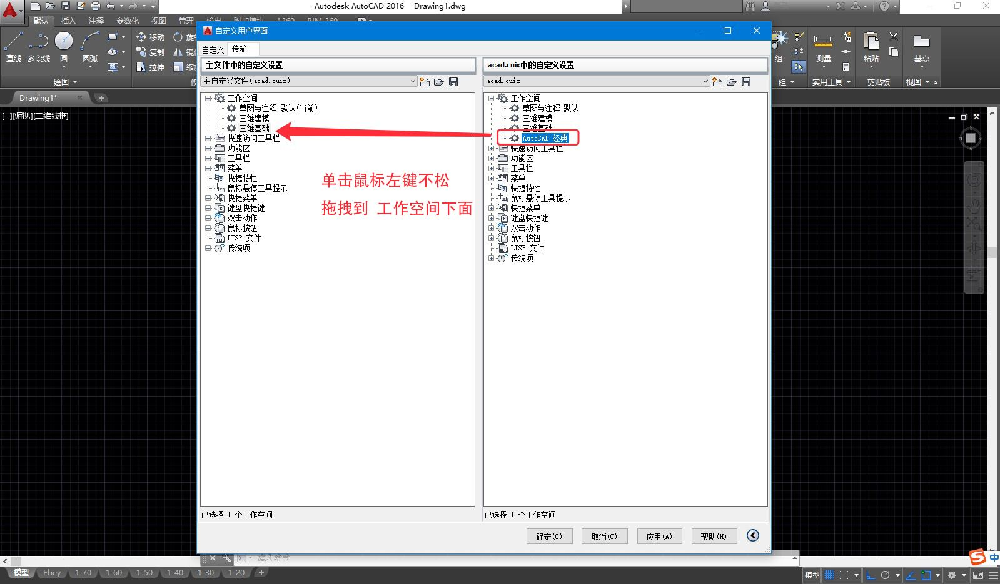 Autodesk AutoCAD 2016    Drawing1.dwg
默认 插入 注释 参数化 视图 管理 输出 附加模块 A360 BIM 360
直线 多段线 圆 圆弧
移动
复制
拉伸
绘图
组 测量 粘贴 基点
组 实用工具 剪贴板 视图
Drawing1*
[−][俯视][二维线框]
自定义用户界面
自定义 传输
主文件中的自定义设置
主自定义文件(acad.cuix)
工作空间
草图与注释 默认(当前)
三维建模
三维基础
快速访问工具栏
功能区
工具栏
菜单
快捷特性
鼠标悬停工具提示
快捷菜单
键盘快捷键
双击动作
鼠标按钮
LISP 文件
传统项
单击鼠标左键不松
拖拽到 工作空间下面
已选择 1 个工作空间
acad.cuix中的自定义设置
acad.cuix
工作空间
草图与注释 默认
三维建模
三维基础
AutoCAD 经典
快速访问工具栏
功能区
工具栏
菜单
快捷特性
鼠标悬停工具提示
快捷菜单
键盘快捷键
双击动作
鼠标按钮
LISP 文件
传统项
已选择 1 个工作空间
确定(O) 取消(C) 应用(A) 帮助(H)
键入命令
中
模型 Ebey 1-70 1-60 1-50 1-40 1-30 1-20
模型